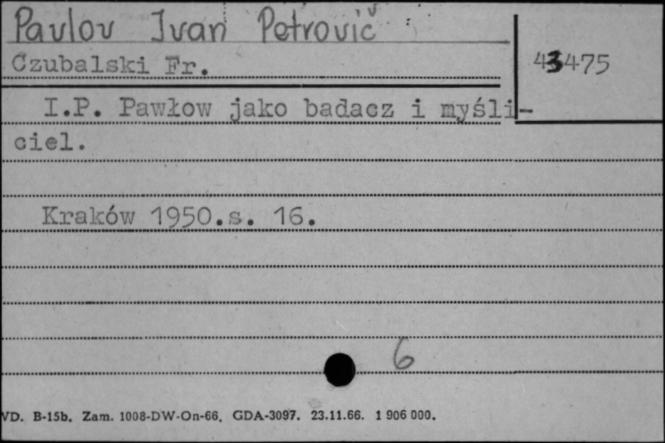 Pavlov Ivan Petrovič
Czubalski Fr.
43475
I.P. Pawłow jako badacz i myśli-
ciel.
Kraków 1950.s. 16.
6
VD. B-15b. Zam. 1008-DW-On-66. GDA-3097. 23.11.66. 1 906 000.